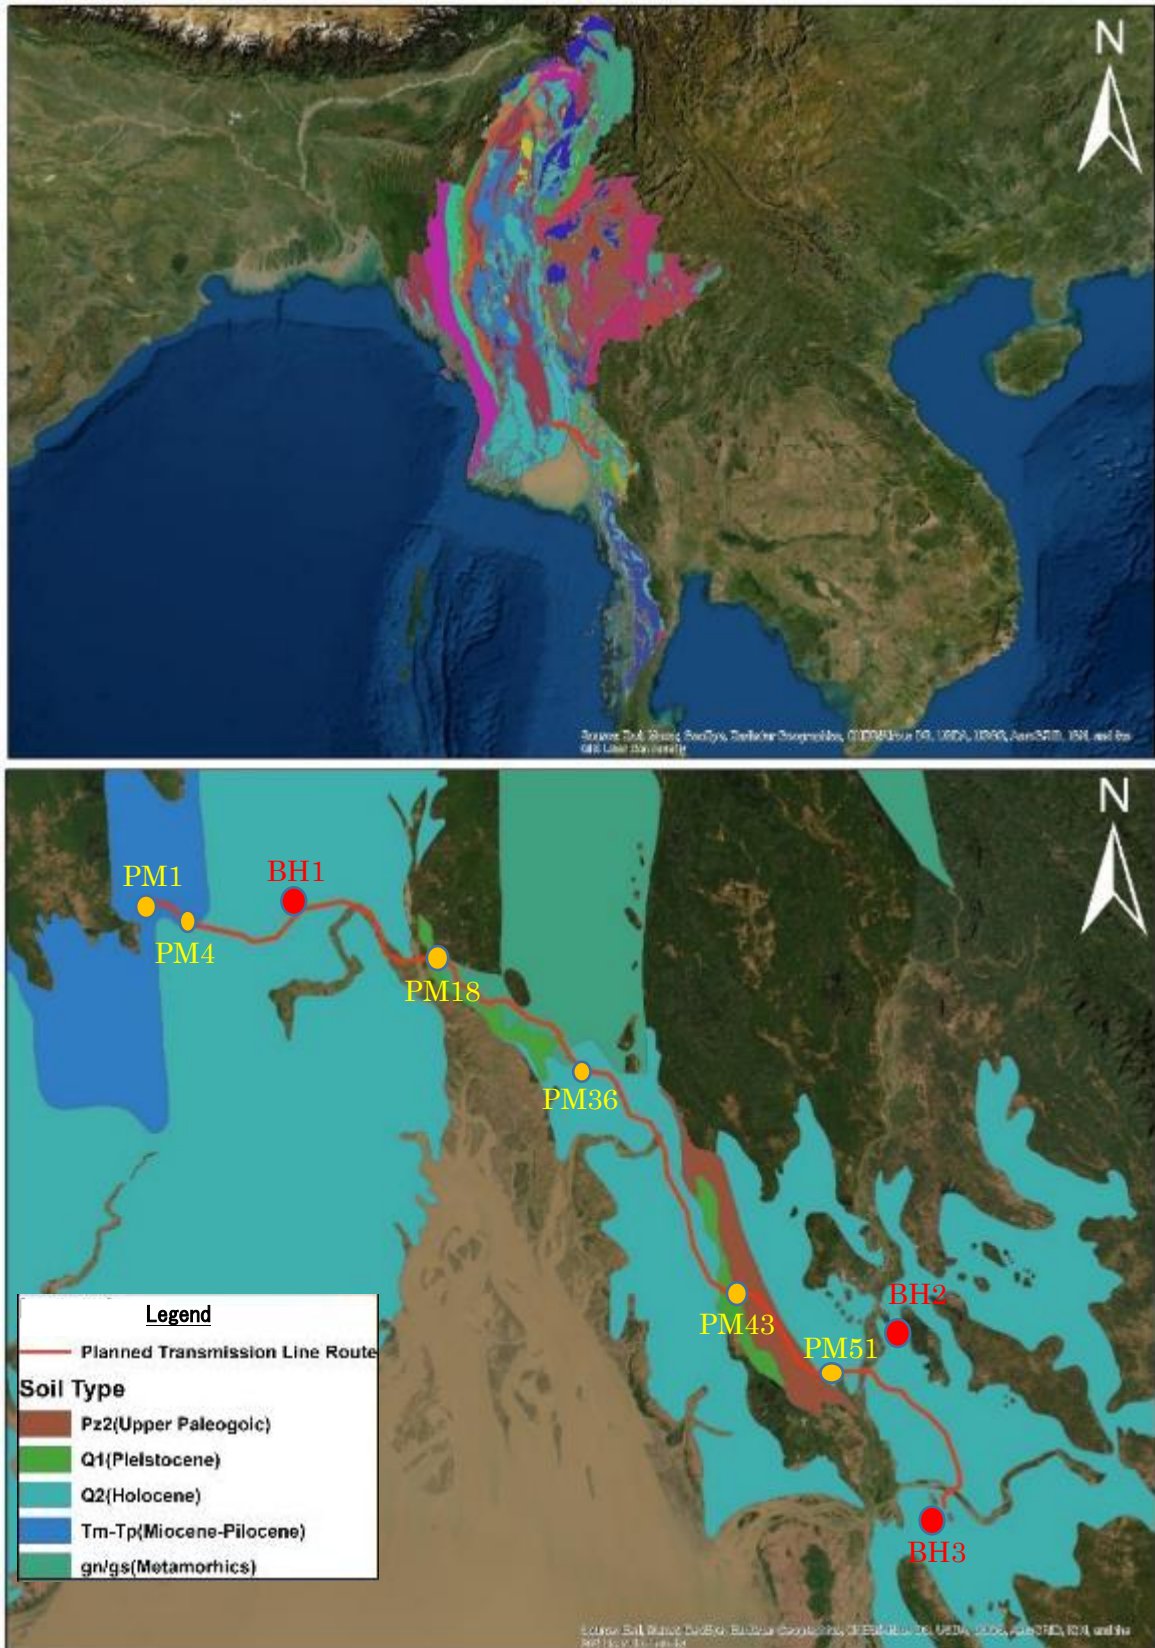 N
N
PM1
BH1
PM4
PM18
PM36
BH2
PM43
PM51
BH3
Legend
Planned Transmission Line Route
Soil Type
Pz2(Upper Paleogoic)
Q1(Pleistocene)
Q2(Holocene)
Tm-Tp(Miocene-Pilocene)
gn/gs(Metamorhics)